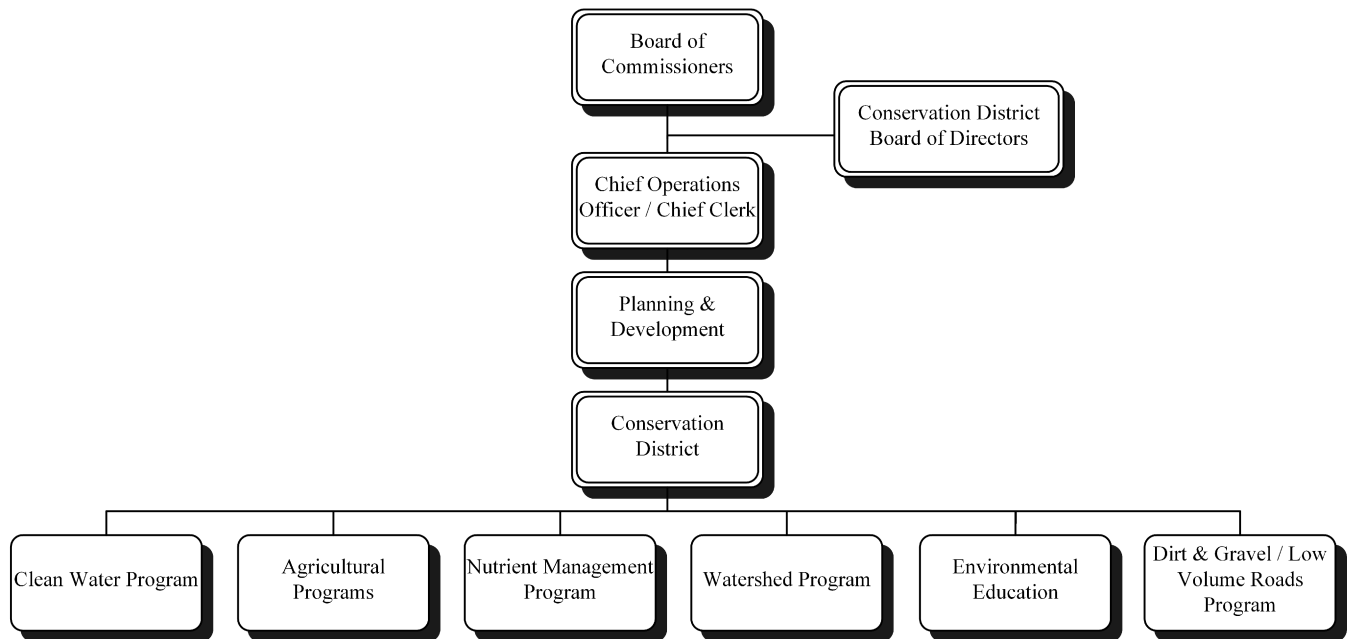 Board of
Commissioners
Conservation District
Board of Directors
Chief Operations
Officer / Chief Clerk
Planning &
Development
Conservation
District
Clean Water Program
Agricultural
Programs
Nutrient Management
Program
Watershed Program
Environmental
Education
Dirt & Gravel / Low
Volume Roads
Program